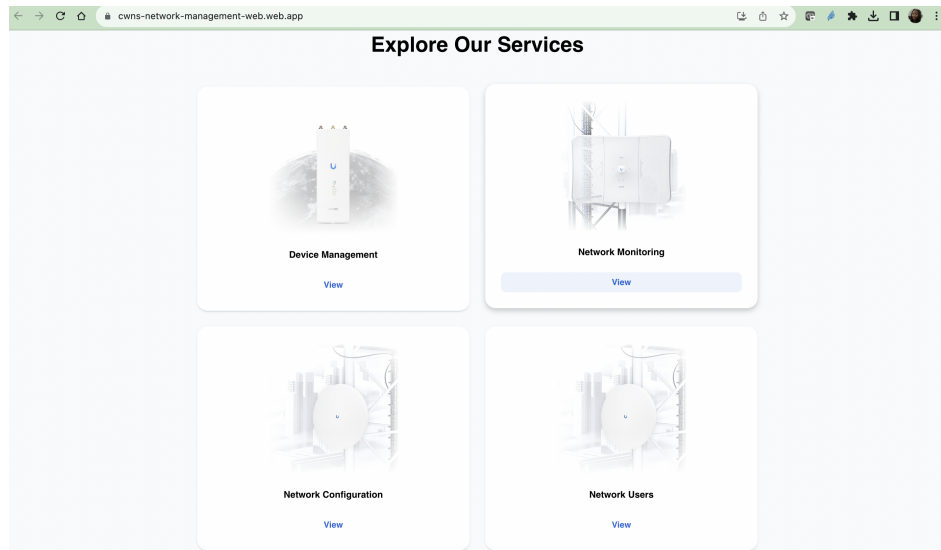 cwns-network-management-web.web.app
Explore Our Services
Device Management
View
Network Monitoring
View
Network Configuration
View
Network Users
View